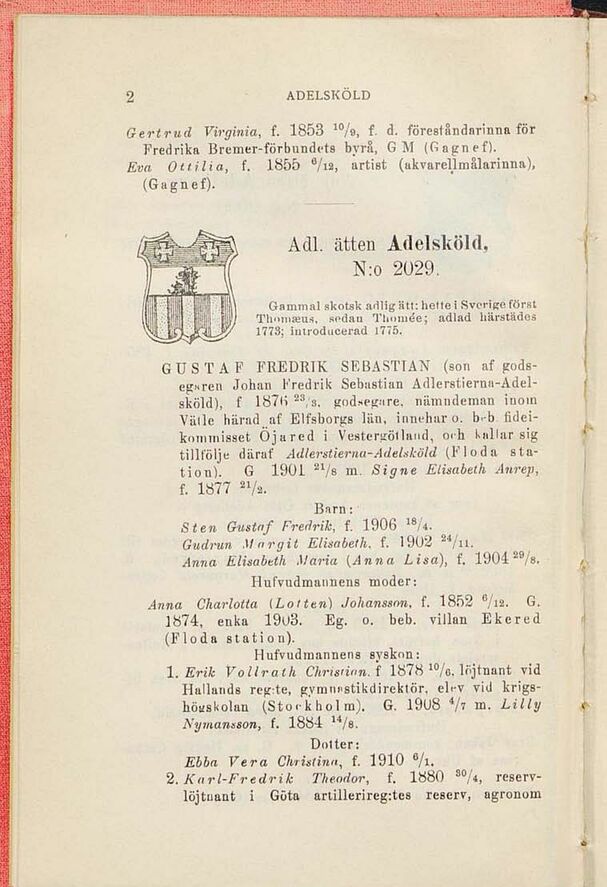 2 ADELSKÖLD
Gertrud Virginia, f. 1853 10/9, f. d. föreståndarinna för
Fredrika Bremer-förbundets byrå, G M (Gagnef).
Eva Ottilia, f. 1855 6/12, artist (akvarellmålarinna),
(Gagnef).
Adl. ätten Adelsköld,
N:o 2029.
Gammal skotsk adlig ätt: hette i Sverige först
Thomæus, sedan Thomée; adlad härstädes
1773; introducerad 1775.
GUSTAF FREDRIK SEBASTIAN (son af gods-
egaren Johan Fredrik Sebastian Adlerstierna-Adel-
sköld), f 1876 23/3. godsegare, nämndeman inom
Vätle härad af Elfsborgs län, innehar o. beb. fidei-
kommisset Öjared i Vestergötland, och kallar sig
tillfölje däraf Adlerstierna-Adelsköld (Floda sta-
tion). G 1901 21/8 m. Signe Elisabeth Anrep,
f. 1877 21/2.
Barn:
Sten Gustaf Fredrik, f. 1906 18/4.
Gudrun Margit Elisabeth, f. 1902 24/11.
Anna Elisabeth Maria (Anna Lisa), f. 1904 29/8.
Hufvudmannens moder:
Anna Charlotta (Lotten) Johansson, f. 1852 6/12. G.
1874, enka 1903. Eg. o. beb. villan Ekered
(Floda station).
Hufvudmannens syskon:
1. Erik Vollrath Christian. f 1878 10/6. löjtnant vid
Hallands reg:te, gymnastikdirektör, elev vid krigs-
högskolan (Stockholm). G. 1908 4/7 m. Lilly
Nymansson, f. 1884 14/8.
Dotter:
Ebba Vera Christina, f. 1910 6/1.
2. Karl-Fredrik Theodor, f. 1880 30/4, reserv-
löjtnant i Göta artillerireg:tes reserv, agronom